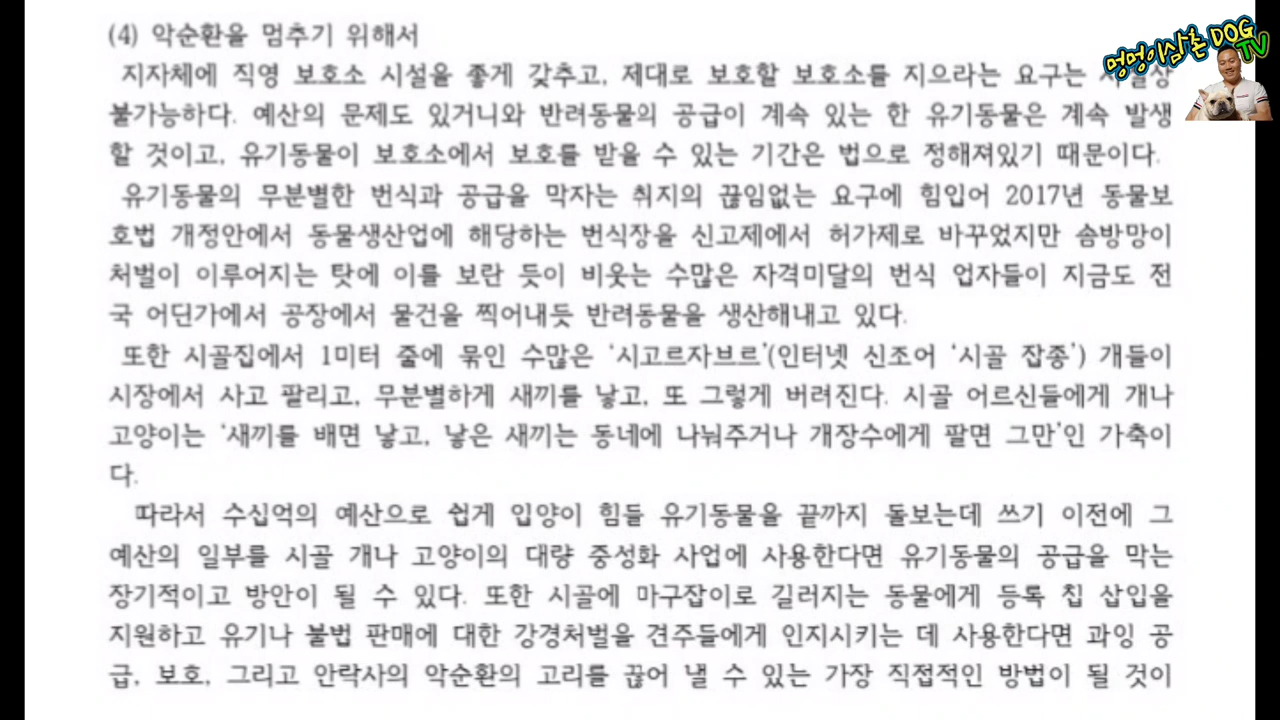 (4) 악순환을 멈추기 위해서
멍멍이삼촌 DOG TV
지자체에 직영 보호소 시설을 좋게 갖추고, 제대로 보호할 보호소를 지으라는 요구는 사실상
불가능하다. 예산의 문제도 있거니와 반려동물의 공급이 계속 있는 한 유기동물은 계속 발생
할 것이고, 유기동물이 보호소에서 보호를 받을 수 있는 기간은 법으로 정해져있기 때문이다.
유기동물의 무분별한 번식과 공급을 막자는 취지의 끊임없는 요구에 힘입어 2017년 동물보
호법 개정안에서 동물생산업에 해당하는 번식장을 신고제에서 허가제로 바꾸었지만 솜방망이
처벌이 이루어지는 탓에 이를 보란 듯이 비웃는 수많은 자격미달의 번식 업자들이 지금도 전
국 어딘가에서 공장에서 물건을 찍어내듯 반려동물을 생산해내고 있다.
또한 시골집에서 1미터 줄에 묶인 수많은 '시고르자브르'(인터넷 신조어 '시골 잡종') 개들이
시장에서 사고 팔리고, 무분별하게 새끼를 낳고, 또 그렇게 버려진다. 시골 어르신들에게 개나
고양이는 '새끼를 배면 낳고, 낳은 새끼는 동네에 나눠주거나 개장수에게 팔면 그만'인 가축이
다.
따라서 수십억의 예산으로 쉽게 입양이 힘들 유기동물을 끝까지 돌보는데 쓰기 이전에 그
예산의 일부를 시골 개나 고양이의 대량 중성화 사업에 사용한다면 유기동물의 공급을 막는
장기적이고 방안이 될 수 있다. 또한 시골에 마구잡이로 길러지는 동물에게 등록 칩 삽입을
지원하고 유기나 불법 판매에 대한 강경처벌을 견주들에게 인지시키는 데 사용한다면 과잉 공
급, 보호, 그리고 안락사의 악순환의 고리를 끊어 낼 수 있는 가장 직접적인 방법이 될 것이